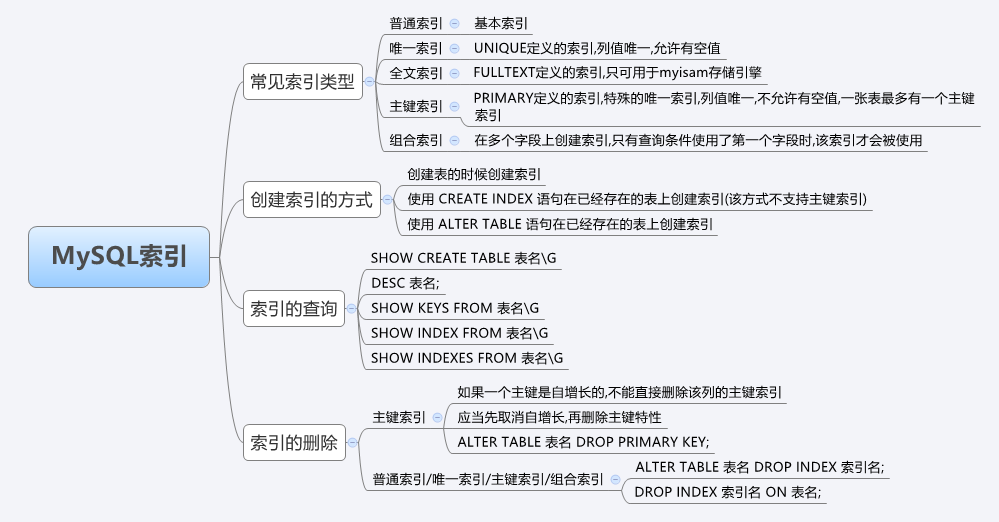 MySQL索引
常见索引类型
普通索引
基本索引
唯一索引
UNIQUE定义的索引,列值唯一,允许有空值
全文索引
FULLTEXT定义的索引,只可用于myisam存储引擎
主键索引
PRIMARY定义的索引,特殊的唯一索引,列值唯一,不允许有空值,一张表最多有一个主键
索引
组合索引
在多个字段上创建索引,只有查询条件使用了第一个字段时,该索引才会被使用
创建索引的方式
创建表的时候创建索引
使用 CREATE INDEX 语句在已经存在的表上创建索引(该方式不支持主键索引)
使用 ALTER TABLE 语句在已经存在的表上创建索引
索引的查询
SHOW CREATE TABLE 表名\G
DESC 表名;
SHOW KEYS FROM 表名\G
SHOW INDEX FROM 表名\G
SHOW INDEXES FROM 表名\G
索引的删除
主键索引
如果一个主键是自增长的,不能直接删除该列的主键索引
应当先取消自增长,再删除主键特性
ALTER TABLE 表名 DROP PRIMARY KEY;
普通索引/唯一索引/主键索引/组合索引
ALTER TABLE 表名 DROP INDEX 索引名;
DROP INDEX 索引名 ON 表名;